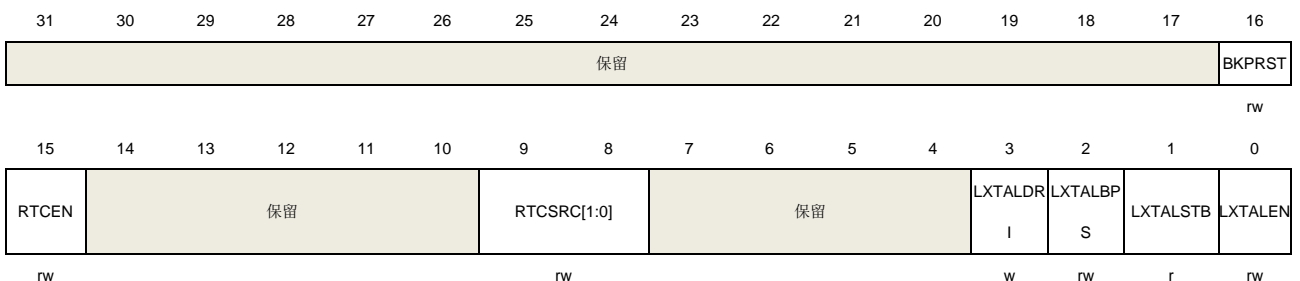 31 30 29 28 27 26 25 24 23 22 21 20 19 18 17 16
保留 BKPRST
rw
15 14 13 12 11 10 9 8 7 6 5 4 3 2 1 0
RTCEN 保留 RTCSRC[1:0] 保留 LXTALDR LXTALBP LXTALSTB LXTALEN
I S
rw rw w rw r rw